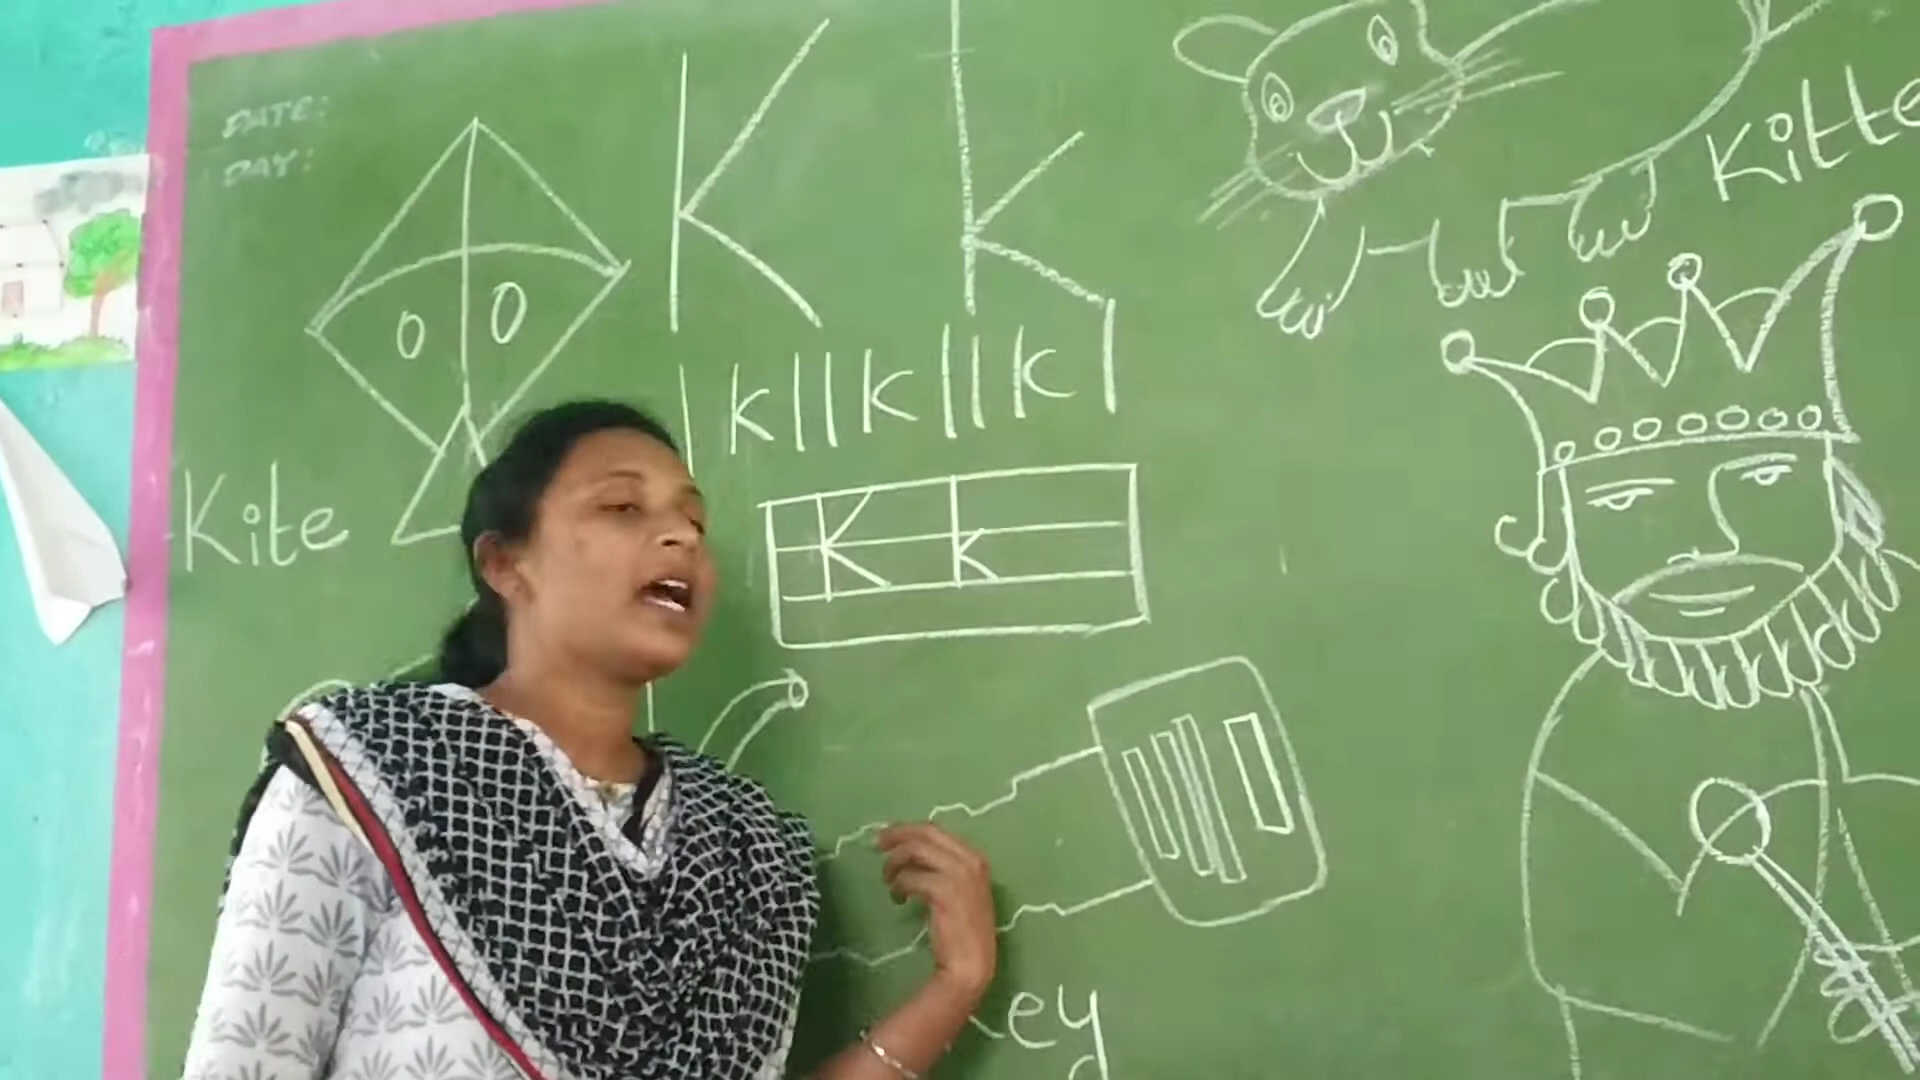 DATE:
DAY:
K k
Kitte
| K || K || K |
Kite
K k
ey